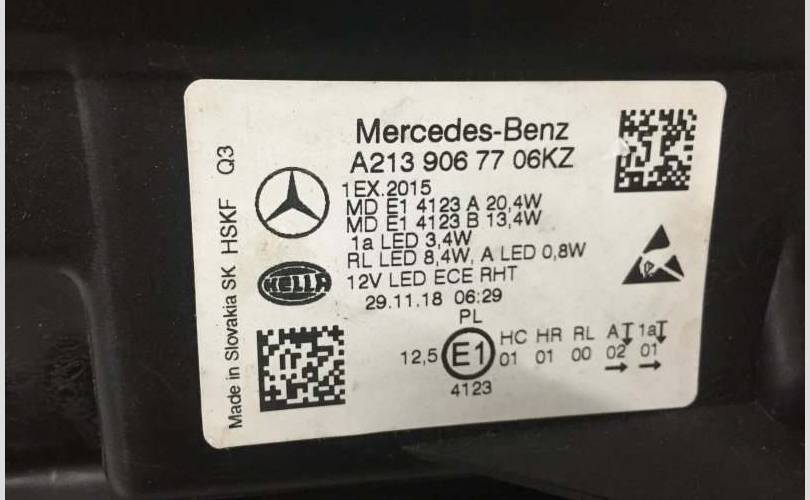 Mercedes-Benz
A213 906 77 06KZ
1EX.2015
MD E1 4123 A 20,4W
MD E1 4123 B 13,4W
1a LED 3,4W
RL LED 8,4W, A LED 0,8W
12V LED ECE RHT
29.11.18 06:29
PL
HELLA
12,5 E1 HC HR RL A 1a
01 01 00 02 01
4123
Made in Slovakia SK HSKF Q3